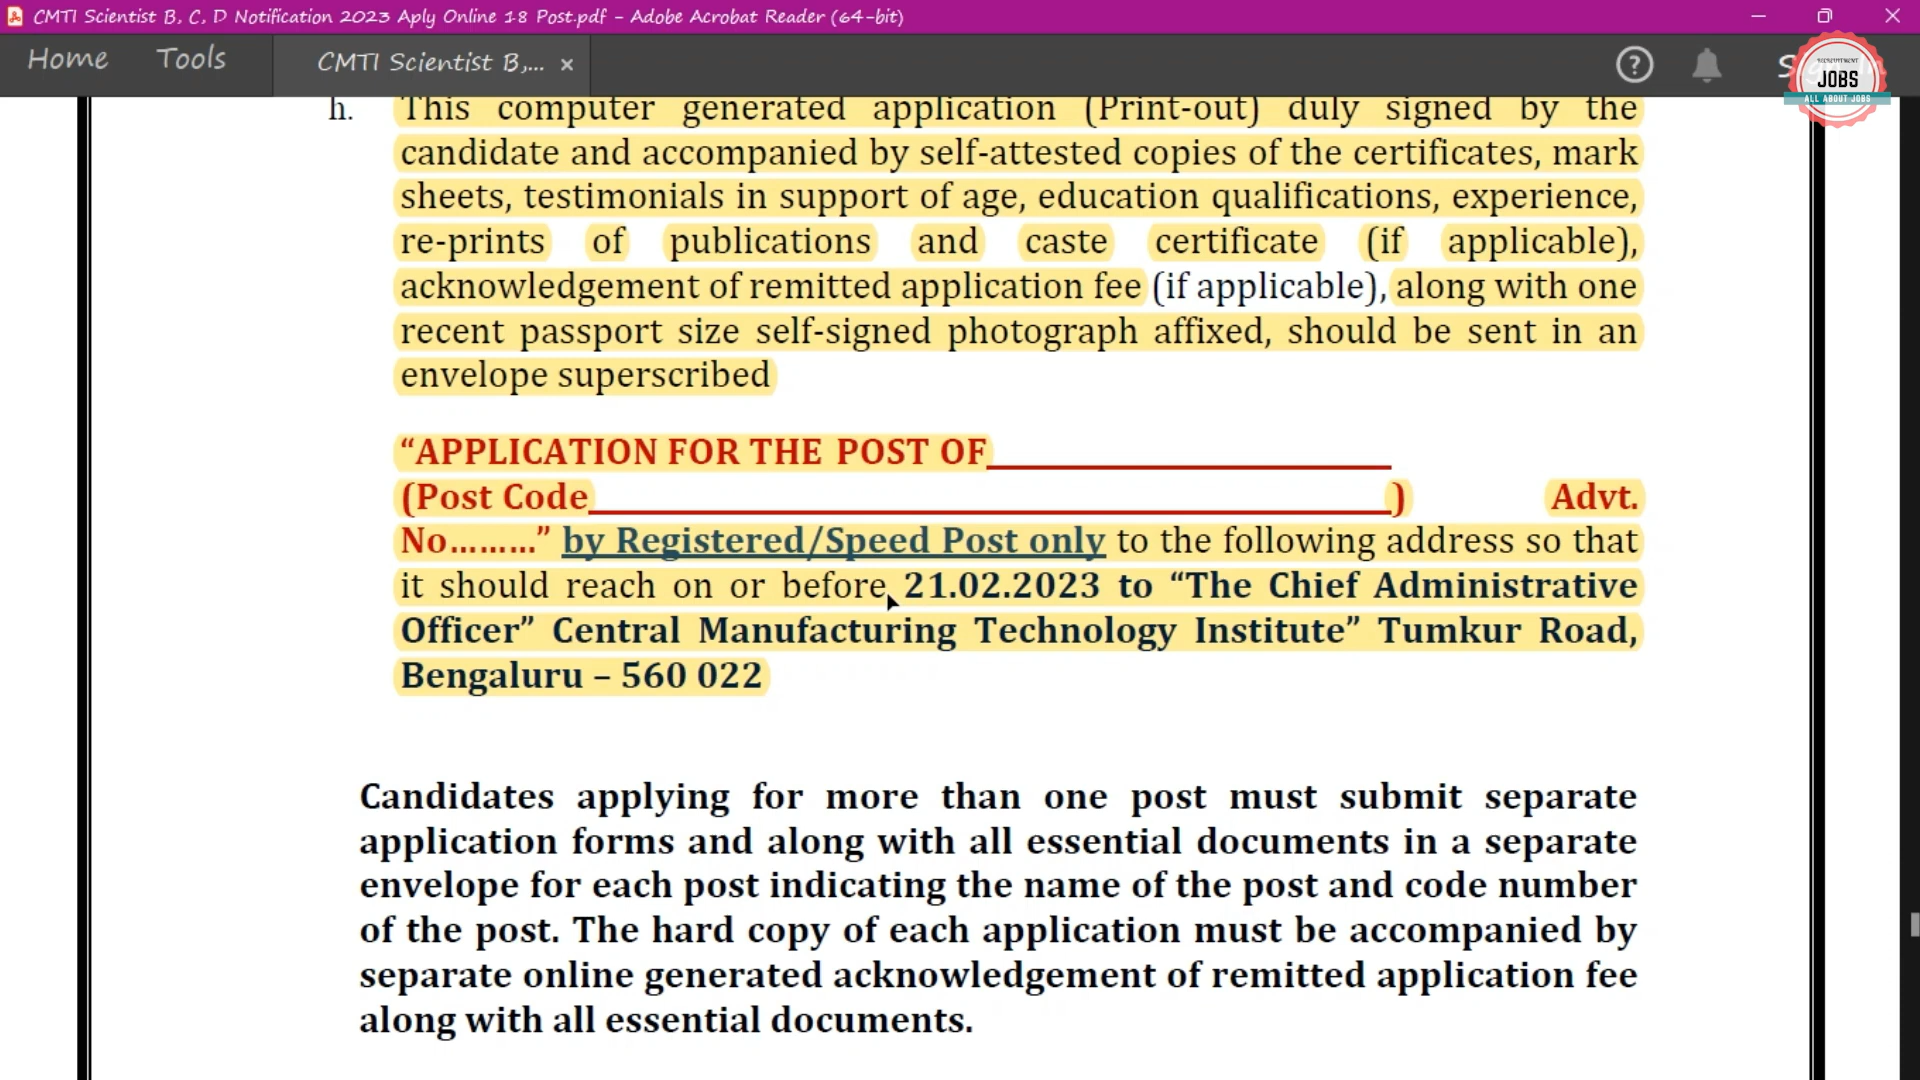 CMTI Scientist B, C, D Notification 2023 Aply Online 18 Post.pdf - Adobe Acrobat Reader (64-bit)
Home Tools CMTI Scientist B,... ×
RECRUITMENT
JOBS
ALL ABOUT JOBS
h. This computer generated application (Print-out) duly signed by the
candidate and accompanied by self-attested copies of the certificates, mark
sheets, testimonials in support of age, education qualifications, experience,
re-prints of publications and caste certificate (if applicable),
acknowledgement of remitted application fee (if applicable), along with one
recent passport size self-signed photograph affixed, should be sent in an
envelope superscribed
“APPLICATION FOR THE POST OF____________________
(Post Code________________________________________) Advt.
No.........” by Registered/Speed Post only to the following address so that
it should reach on or before 21.02.2023 to “The Chief Administrative
Officer” Central Manufacturing Technology Institute” Tumkur Road,
Bengaluru – 560 022
Candidates applying for more than one post must submit separate
application forms and along with all essential documents in a separate
envelope for each post indicating the name of the post and code number
of the post. The hard copy of each application must be accompanied by
separate online generated acknowledgement of remitted application fee
along with all essential documents.